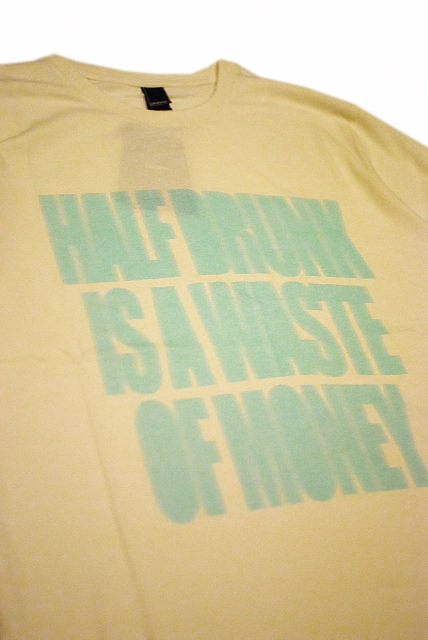 HALF DRUNK
IS A WASTE
OF MONEY